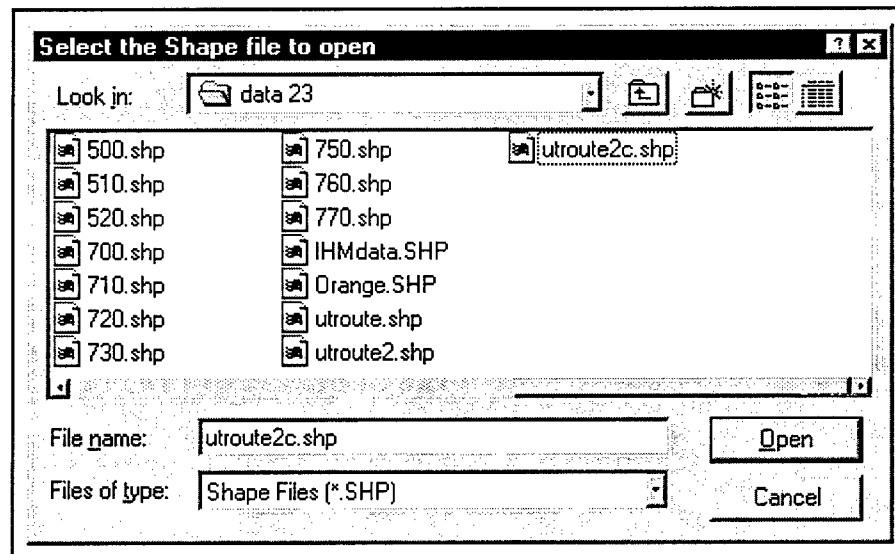 Select the Shape file to open
Look in: data 23
500.shp
510.shp
520.shp
700.shp
710.shp
720.shp
730.shp
750.shp
760.shp
770.shp
IHMdata.SHP
Orange.SHP
utroute.shp
utroute2.shp
utroute2c.shp
File name: utroute2c.shp
Open
Files of type: Shape Files (*.SHP)
Cancel